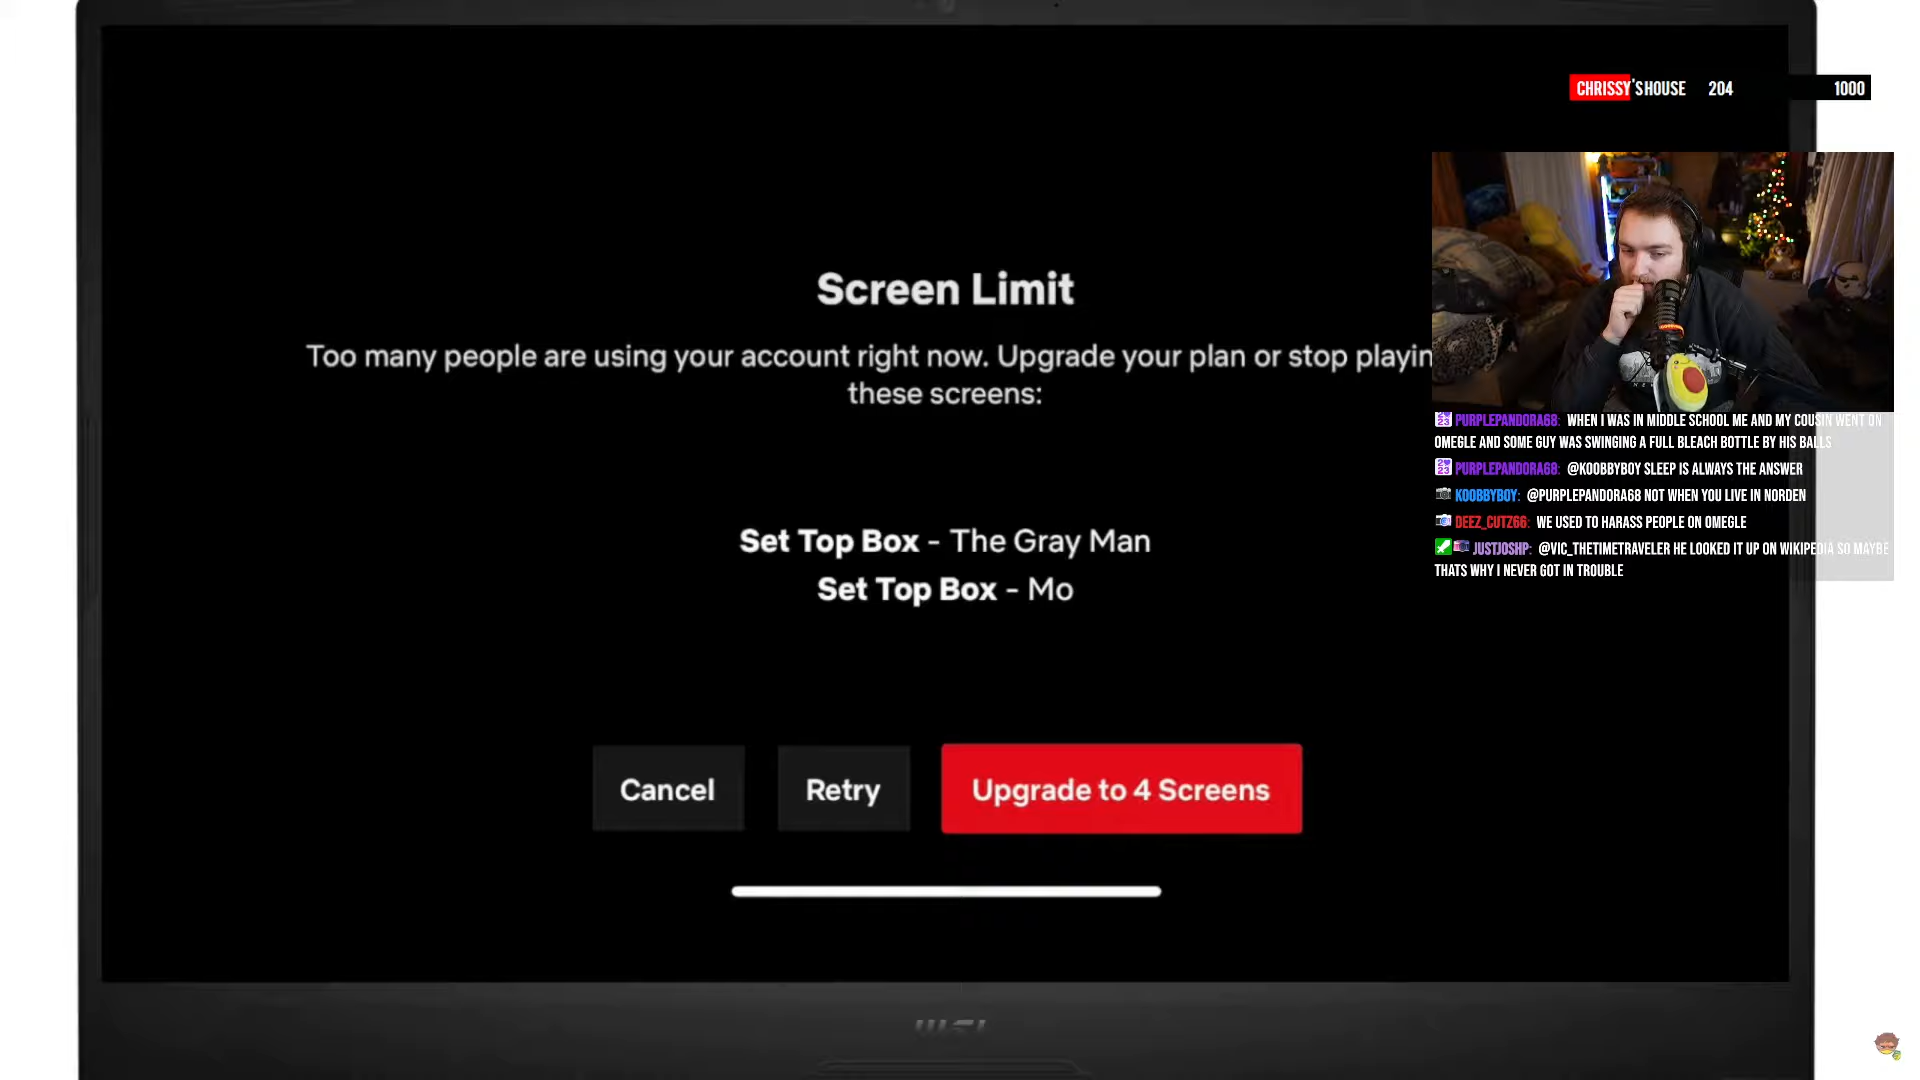 CHRISSY'S HOUSE 204 1000
Screen Limit
Too many people are using your account right now. Upgrade your plan or stop playin
these screens:
Set Top Box - The Gray Man
Set Top Box - Mo
Cancel Retry Upgrade to 4 Screens
PURPLEPANDORA68: WHEN I WAS IN MIDDLE SCHOOL ME AND MY COUSIN WENT ON
OMEGLE AND SOME GUY WAS SWINGING A FULL BLEACH BOTTLE BY HIS BALLS
PURPLEPANDORA68: @KOOBBYBOY SLEEP IS ALWAYS THE ANSWER
KOOBBYBOY: @PURPLEPANDORA68 NOT WHEN YOU LIVE IN NORDEN
DEEZ_CUTZ66: WE USED TO HARASS PEOPLE ON OMEGLE
JUSTJOSHP: @VIC_THETIMETRAVELER HE LOOKED IT UP ON WIKIPEDIA SO MAYBE
THATS WHY I NEVER GOT IN TROUBLE